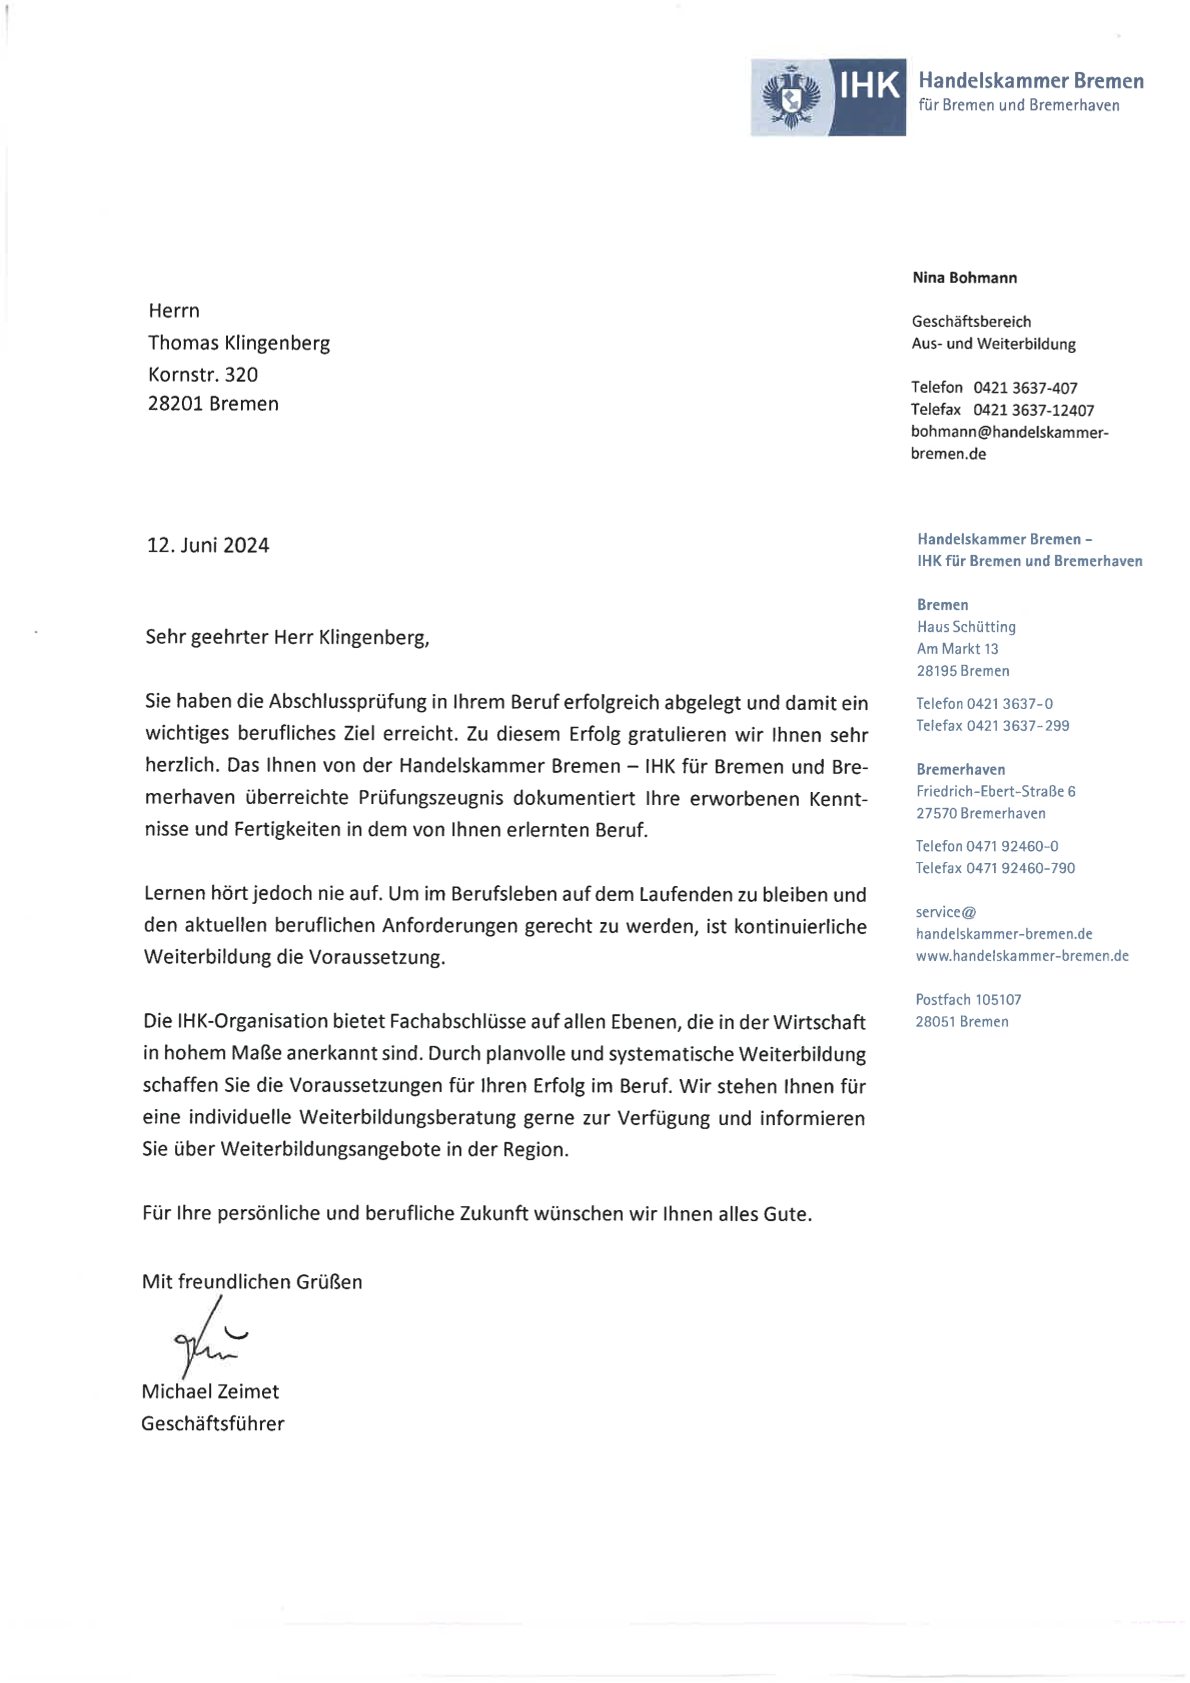 IHK
Handelskammer Bremen
für Bremen und Bremerhaven
Nina Bohmann
Geschäftsbereich
Aus- und Weiterbildung
Telefon 0421 3637-407
Telefax 0421 3637-12407
bohmann@handelskammer-
bremen.de
Herrn
Thomas Klingenberg
Kornstr. 320
28201 Bremen
12. Juni 2024
Sehr geehrter Herr Klingenberg,
Sie haben die Abschlussprüfung in Ihrem Beruf erfolgreich abgelegt und damit ein
wichtiges berufliches Ziel erreicht. Zu diesem Erfolg gratulieren wir Ihnen sehr
herzlich. Das Ihnen von der Handelskammer Bremen – IHK für Bremen und Bre-
merhaven überreichte Prüfungszeugnis dokumentiert Ihre erworbenen Kennt-
nisse und Fertigkeiten in dem von Ihnen erlernten Beruf.
Lernen hört jedoch nie auf. Um im Berufsleben auf dem Laufenden zu bleiben und
den aktuellen beruflichen Anforderungen gerecht zu werden, ist kontinuierliche
Weiterbildung die Voraussetzung.
Die IHK-Organisation bietet Fachabschlüsse auf allen Ebenen, die in der Wirtschaft
in hohem Maße anerkannt sind. Durch planvolle und systematische Weiterbildung
schaffen Sie die Voraussetzungen für Ihren Erfolg im Beruf. Wir stehen Ihnen für
eine individuelle Weiterbildungsberatung gerne zur Verfügung und informieren
Sie über Weiterbildungsangebote in der Region.
Für Ihre persönliche und berufliche Zukunft wünschen wir Ihnen alles Gute.
Mit freundlichen Grüßen
Michael Zeimet
Geschäftsführer
Handelskammer Bremen –
IHK für Bremen und Bremerhaven
Bremen
Haus Schütting
Am Markt 13
28195 Bremen
Telefon 0421 3637-0
Telefax 0421 3637-299
Bremerhaven
Friedrich-Ebert-Straße 6
27570 Bremerhaven
Telefon 0471 92460-0
Telefax 0471 92460-790
service@
handelskammer-bremen.de
www.handelskammer-bremen.de
Postfach 105107
28051 Bremen